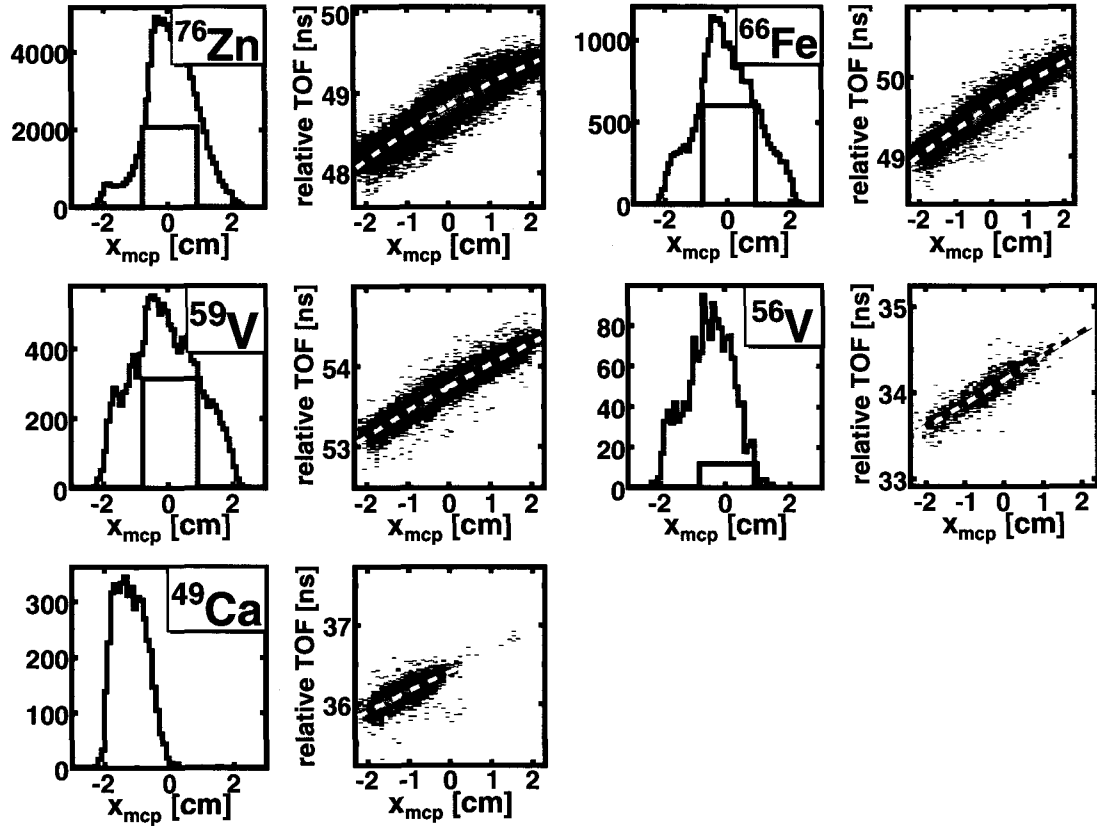 4000
2000
0
-2 0 2
x_mcp [cm]
⁷⁶Zn
relative TOF [ns]
50
49
48
-2 -1 0 1 2
x_mcp [cm]
1000
500
0
-2 0 2
x_mcp [cm]
⁶⁶Fe
relative TOF [ns]
50
49
-2 -1 0 1 2
x_mcp [cm]
400
200
0
-2 0 2
x_mcp [cm]
⁵⁹V
relative TOF [ns]
54
53
-2 -1 0 1 2
x_mcp [cm]
80
60
40
20
0
-2 0 2
x_mcp [cm]
⁵⁶V
relative TOF [ns]
35
34
33
-2 -1 0 1 2
x_mcp [cm]
300
200
100
0
-2 0 2
x_mcp [cm]
⁴⁹Ca
relative TOF [ns]
37
36
-2 -1 0 1 2
x_mcp [cm]